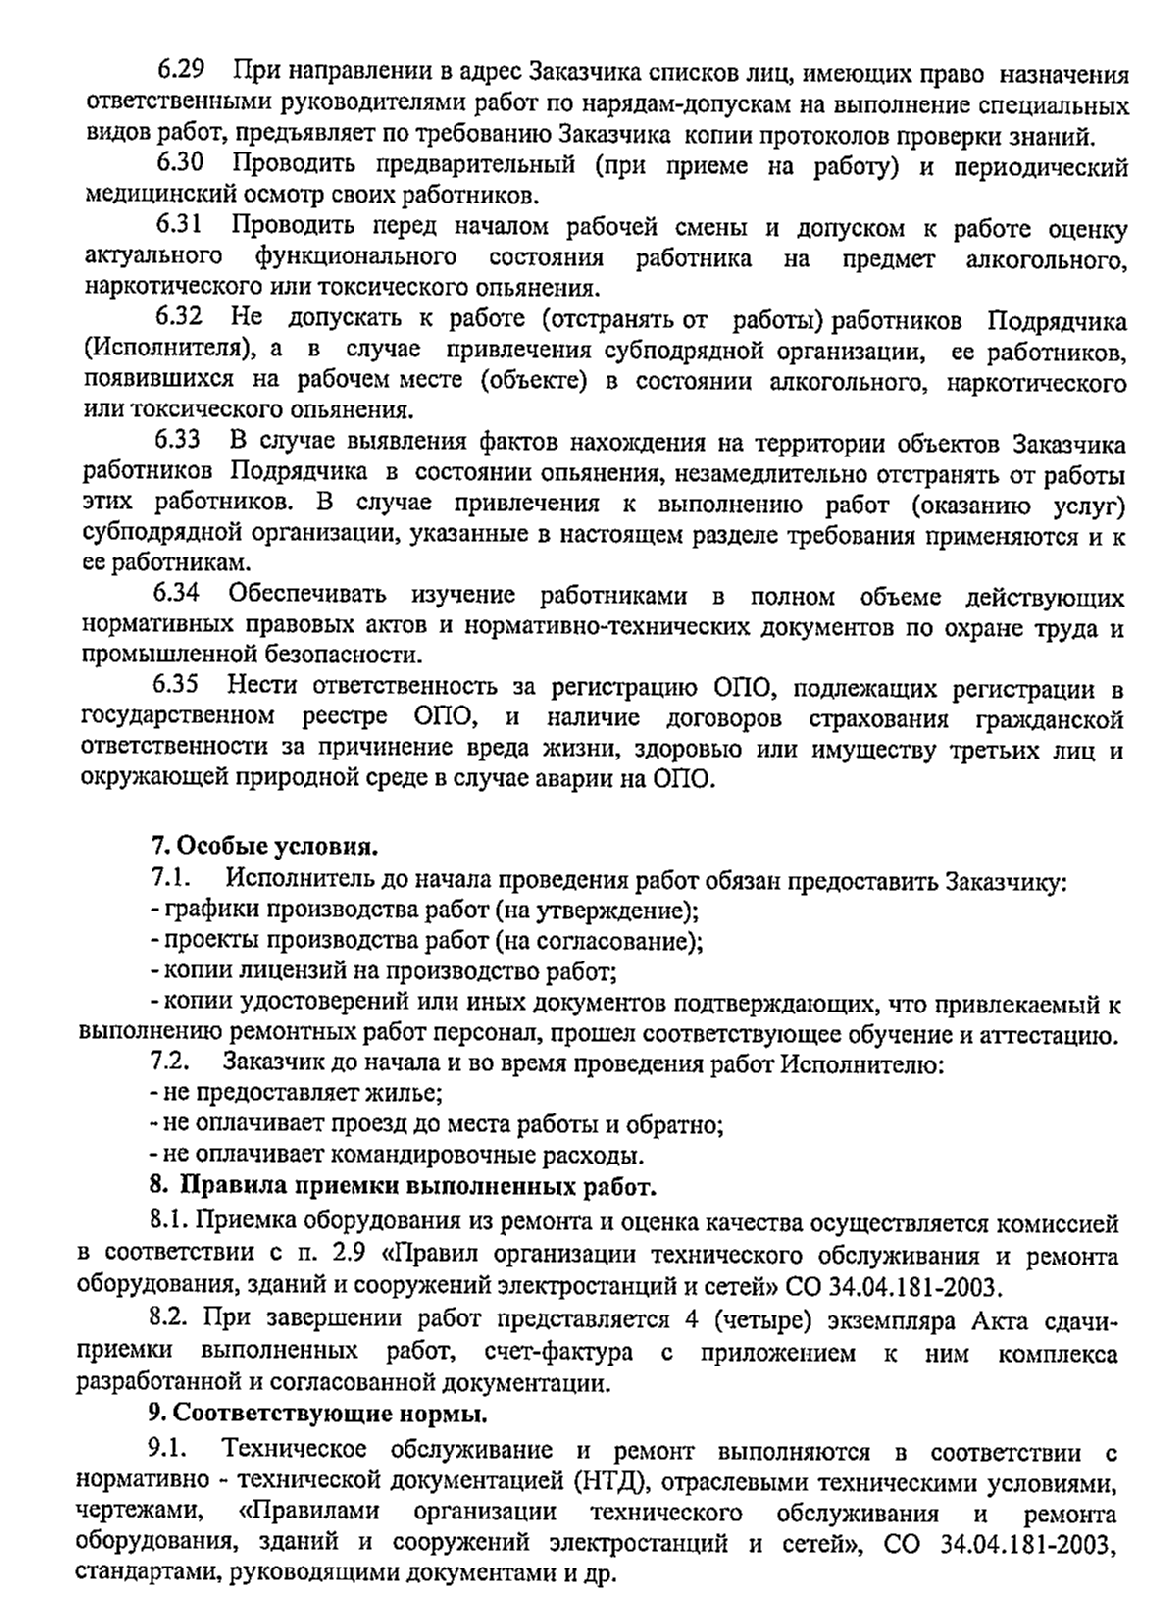 6.29 При направлении в адрес Заказчика списков лиц, имеющих право назначения
ответственными руководителями работ по нарядам-допускам на выполнение специальных
видов работ, предъявляет по требованию Заказчика копии протоколов проверки знаний.
6.30 Проводить предварительный (при приеме на работу) и периодический
медицинский осмотр своих работников.
6.31 Проводить перед началом рабочей смены и допуском к работе оценку
актуального функционального состояния работника на предмет алкогольного,
наркотического или токсического опьянения.
6.32 Не допускать к работе (отстранять от работы) работников Подрядчика
(Исполнителя), а в случае привлечения субподрядной организации, ее работников,
появившихся на рабочем месте (объекте) в состоянии алкогольного, наркотического
или токсического опьянения.
6.33 В случае выявления фактов нахождения на территории объектов Заказчика
работников Подрядчика в состоянии опьянения, незамедлительно отстранять от работы
этих работников. В случае привлечения к выполнению работ (оказанию услуг)
субподрядной организации, указанные в настоящем разделе требования применяются и к
ее работникам.
6.34 Обеспечивать изучение работниками в полном объеме действующих
нормативных правовых актов и нормативно-технических документов по охране труда и
промышленной безопасности.
6.35 Нести ответственность за регистрацию ОПО, подлежащих регистрации в
государственном реестре ОПО, и наличие договоров страхования гражданской
ответственности за причинение вреда жизни, здоровью или имуществу третьих лиц и
окружающей природной среде в случае аварии на ОПО.
7. Особые условия.
7.1. Исполнитель до начала проведения работ обязан предоставить Заказчику:
- графики производства работ (на утверждение);
- проекты производства работ (на согласование);
- копии лицензий на производство работ;
- копии удостоверений или иных документов подтверждающих, что привлекаемый к
выполнению ремонтных работ персонал, прошел соответствующее обучение и аттестацию.
7.2. Заказчик до начала и во время проведения работ Исполнителю:
- не предоставляет жилье;
- не оплачивает проезд до места работы и обратно;
- не оплачивает командировочные расходы.
8. Правила приемки выполненных работ.
8.1. Приемка оборудования из ремонта и оценка качества осуществляется комиссией
в соответствии с п. 2.9 «Правил организации технического обслуживания и ремонта
оборудования, зданий и сооружений электростанций и сетей» СО 34.04.181-2003.
8.2. При завершении работ представляется 4 (четыре) экземпляра Акта сдачи-
приемки выполненных работ, счет-фактура с приложением к ним комплекса
разработанной и согласованной документации.
9. Соответствующие нормы.
9.1. Техническое обслуживание и ремонт выполняются в соответствии с
нормативно - технической документацией (НТД), отраслевыми техническими условиями,
чертежами, «Правилами организации технического обслуживания и ремонта
оборудования, зданий и сооружений электростанций и сетей», СО 34.04.181-2003,
стандартами, руководящими документами и др.